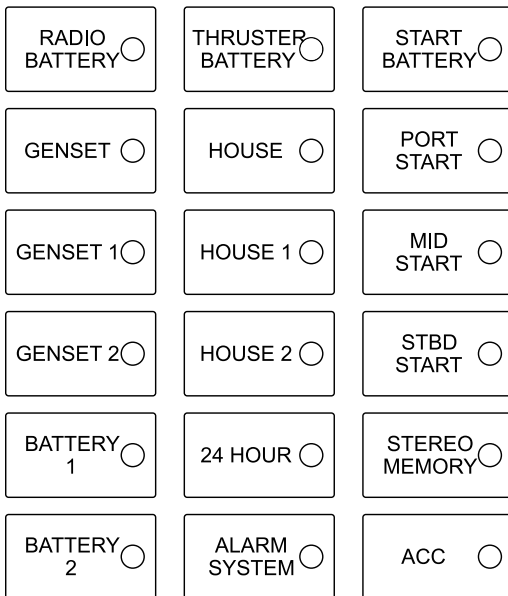 RADIO
BATTERY
THRUSTER
BATTERY
START
BATTERY
GENSET
HOUSE
PORT
START
GENSET 1
HOUSE 1
MID
START
GENSET 2
HOUSE 2
STBD
START
BATTERY
1
24 HOUR
STEREO
MEMORY
BATTERY
2
ALARM
SYSTEM
ACC